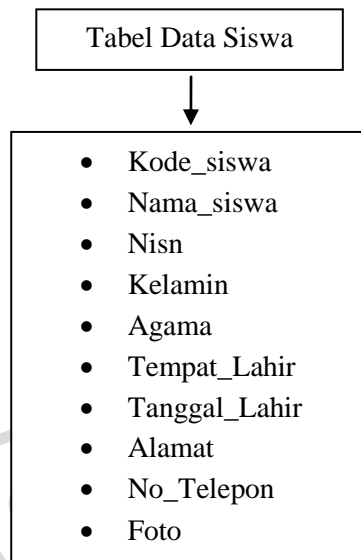 Tabel Data Siswa
• Kode_siswa
• Nama_siswa
• Nisn
• Kelamin
• Agama
• Tempat_Lahir
• Tanggal_Lahir
• Alamat
• No_Telepon
• Foto